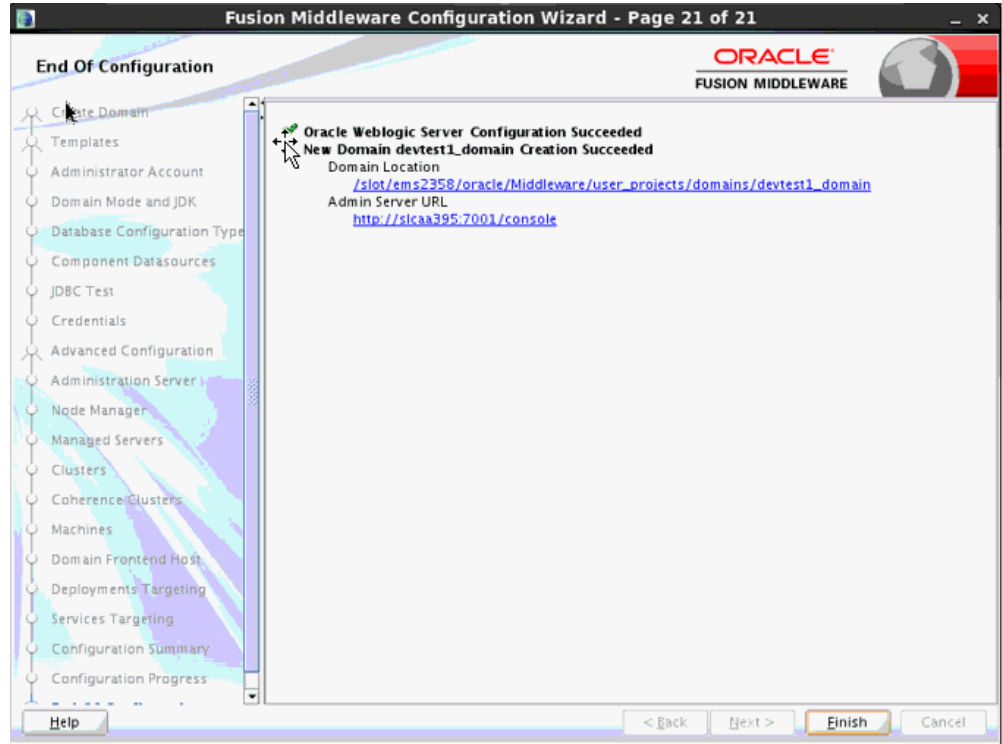 Fusion Middleware Configuration Wizard - Page 21 of 21
End Of Configuration
ORACLE
FUSION MIDDLEWARE
Create Domain
Templates
Administrator Account
Domain Mode and JDK
Database Configuration Type
Component Datasources
JDBC Test
Credentials
Advanced Configuration
Administration Server
Node Manager
Managed Servers
Clusters
Coherence Clusters
Machines
Domain Frontend Host
Deployments Targeting
Services Targeting
Configuration Summary
Configuration Progress
Oracle Weblogic Server Configuration Succeeded
New Domain devtest1_domain Creation Succeeded
Domain Location
/slot/ems2358/oracle/Middleware/user_projects/domains/devtest1_domain
Admin Server URL
http://slcaa395:7001/console
Help
< Back
Next >
Finish
Cancel